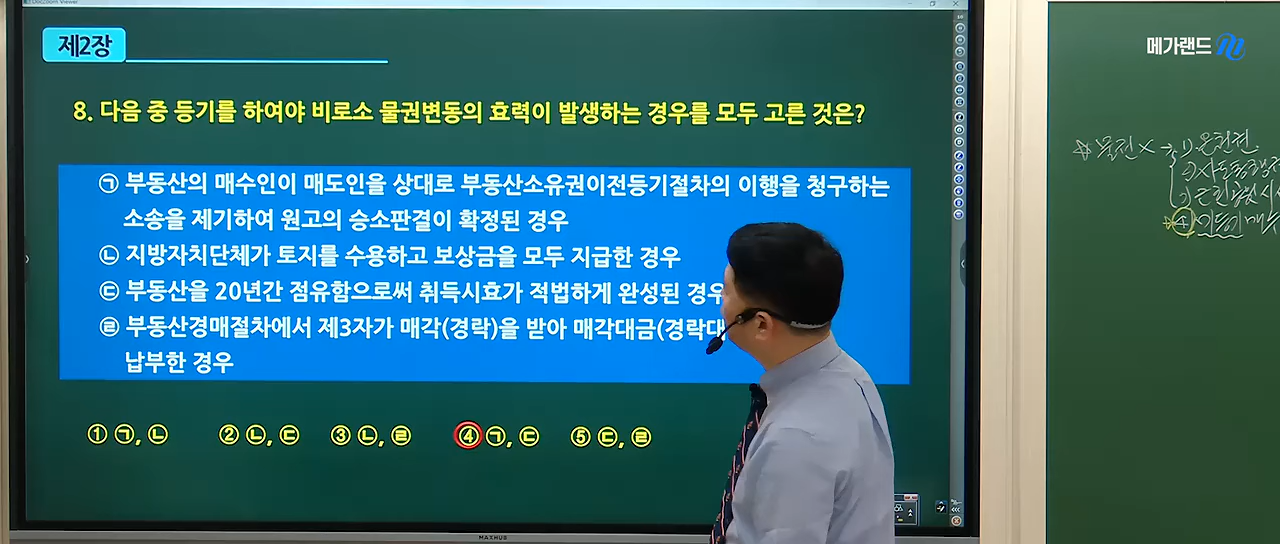 Doczoom Viewer
제2장
메가랜드
8. 다음 중 등기를 하여야 비로소 물권변동의 효력이 발생하는 경우를 모두 고른 것은?
㉠ 부동산의 매수인이 매도인을 상대로 부동산소유권이전등기절차의 이행을 청구하는
소송을 제기하여 원고의 승소판결이 확정된 경우
㉡ 지방자치단체가 토지를 수용하고 보상금을 모두 지급한 경우
㉢ 부동산을 20년간 점유함으로써 취득시효가 적법하게 완성된 경우
㉣ 부동산경매절차에서 제3자가 매각(경락)을 받아 매각대금(경락대
납부한 경우
① ㉠, ㉡ ② ㉡, ㉢ ③ ㉡, ㉣ ④ ㉠, ㉢ ⑤ ㉢, ㉣
MAXHUB